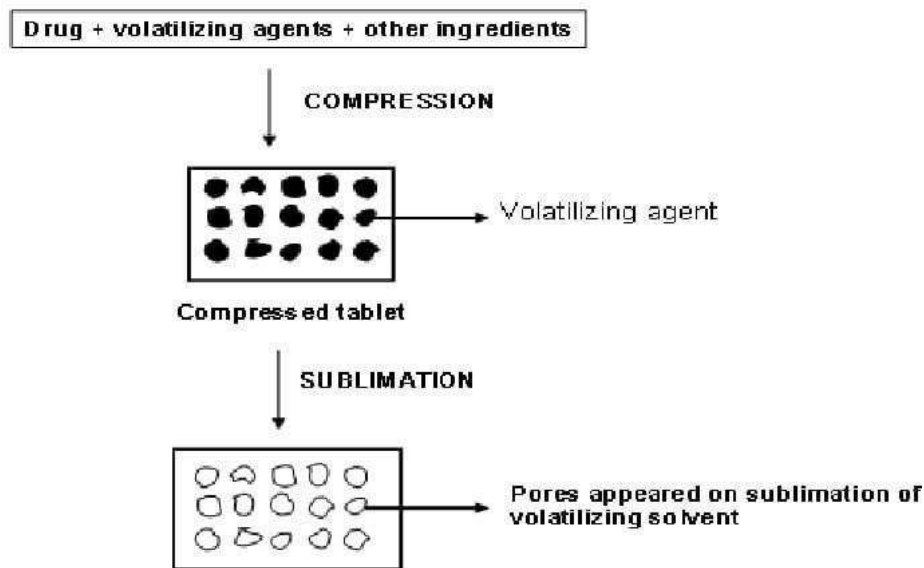 Drug + volatilizing agents + other ingredients
COMPRESSION
Volatilizing agent
Compressed tablet
SUBLIMATION
Pores appeared on sublimation of
volatilizing solvent